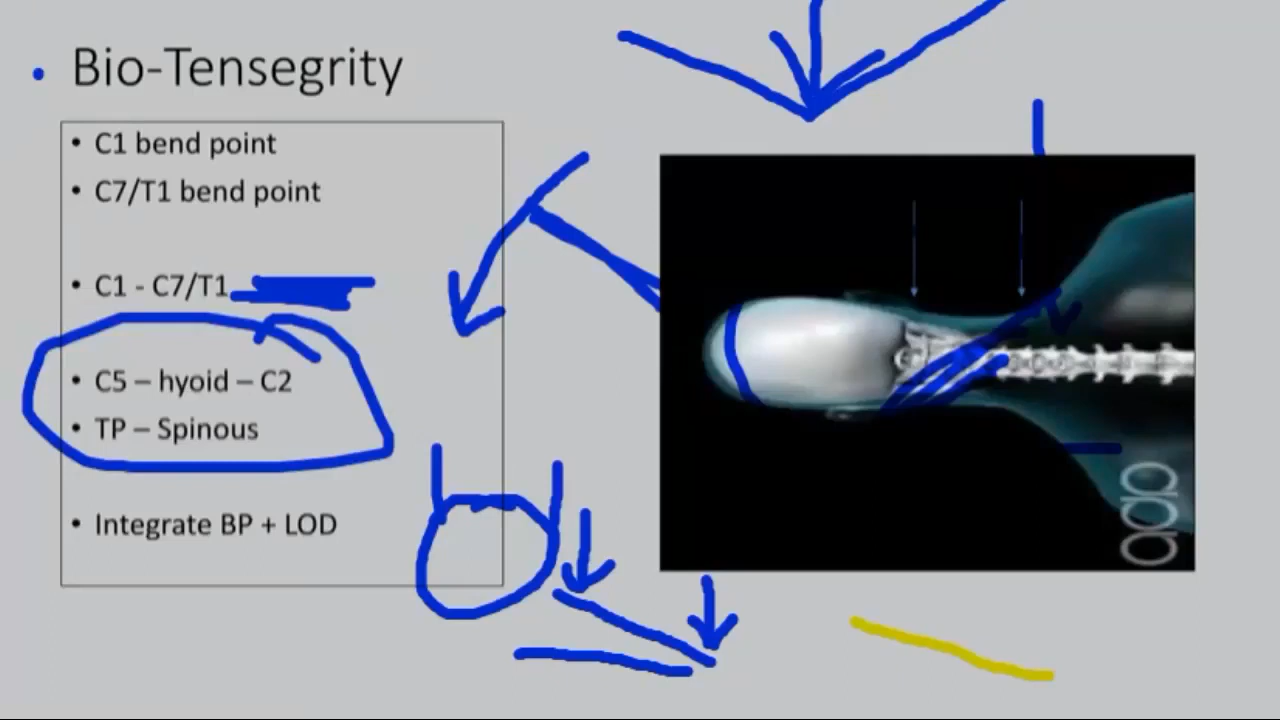 Bio-Tensegrity
• C1 bend point
• C7/T1 bend point
• C1 - C7/T1
• C5 – hyoid – C2
• TP – Spinous
• Integrate BP + LOD